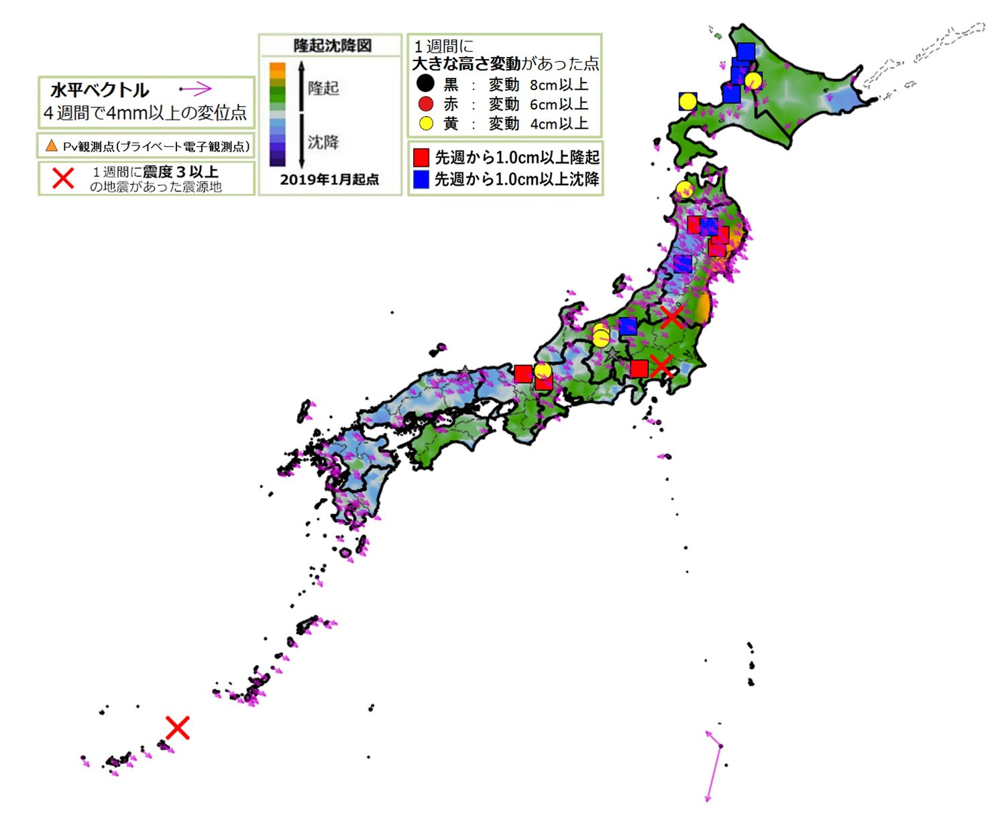 水平ベクトル
４週間で4mm以上の変位点
Pv観測点(プライベート電子観測点)
１週間に震度３以上
の地震があった震源地
隆起沈降図
隆起
沈降
2019年1月起点
１週間に
大きな高さ変動があった点
黒 ： 変動 8cm以上
赤 ： 変動 6cm以上
黄 ： 変動 4cm以上
先週から1.0cm以上隆起
先週から1.0cm以上沈降